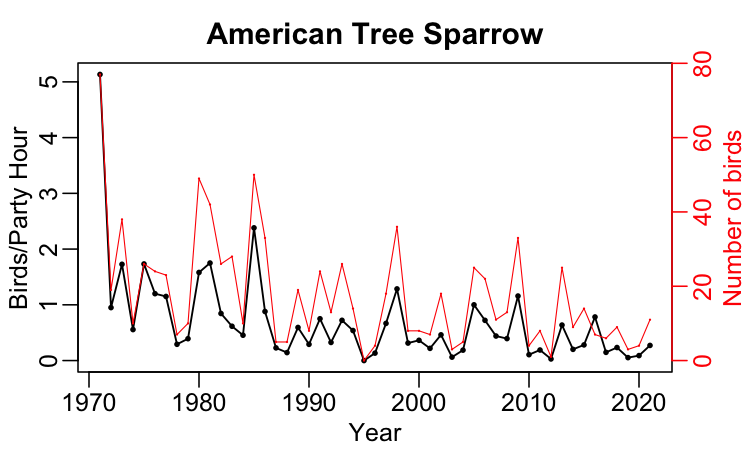 American Tree Sparrow
Birds/Party Hour
0 1 2 3 4 5
Number of birds
0 20 40 60 80
1970 1980 1990 2000 2010 2020
Year